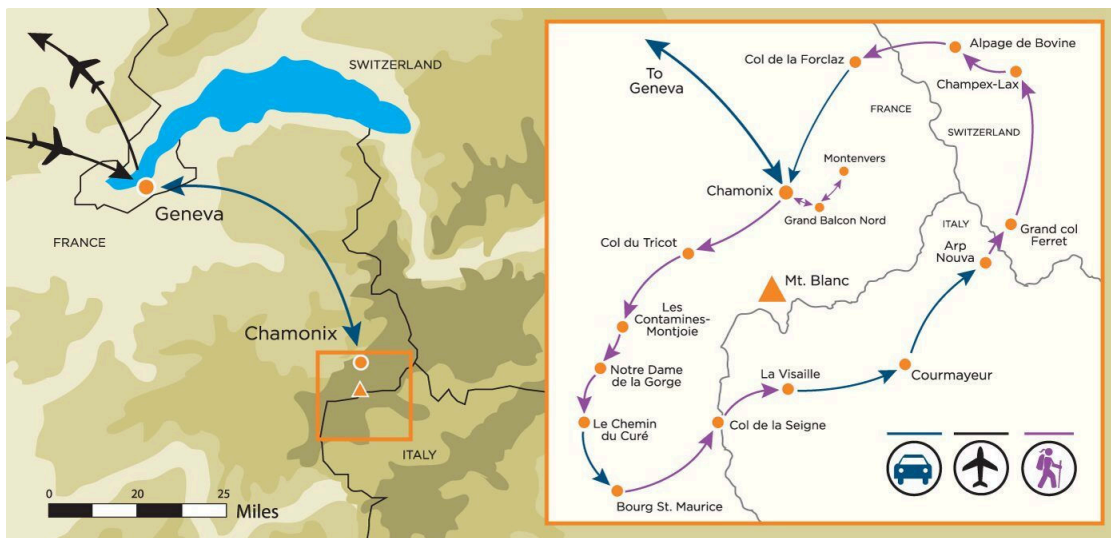 SWITZERLAND
Geneva
FRANCE
Chamonix
ITALY
0 20 25
Miles
To
Geneva
Col de la Forclaz
Alpage de Bovine
Champex-Lax
FRANCE
SWITZERLAND
Montenvers
Chamonix
Grand Balcon Nord
ITALY
Grand col
Ferret
Col du Tricot
Arp
Nouva
Mt. Blanc
Les
Contamines-
Montjoie
Notre Dame
de la Gorge
La Visaille
Courmayeur
Le Chemin
du Curé
Col de la Seigne
Bourg St. Maurice